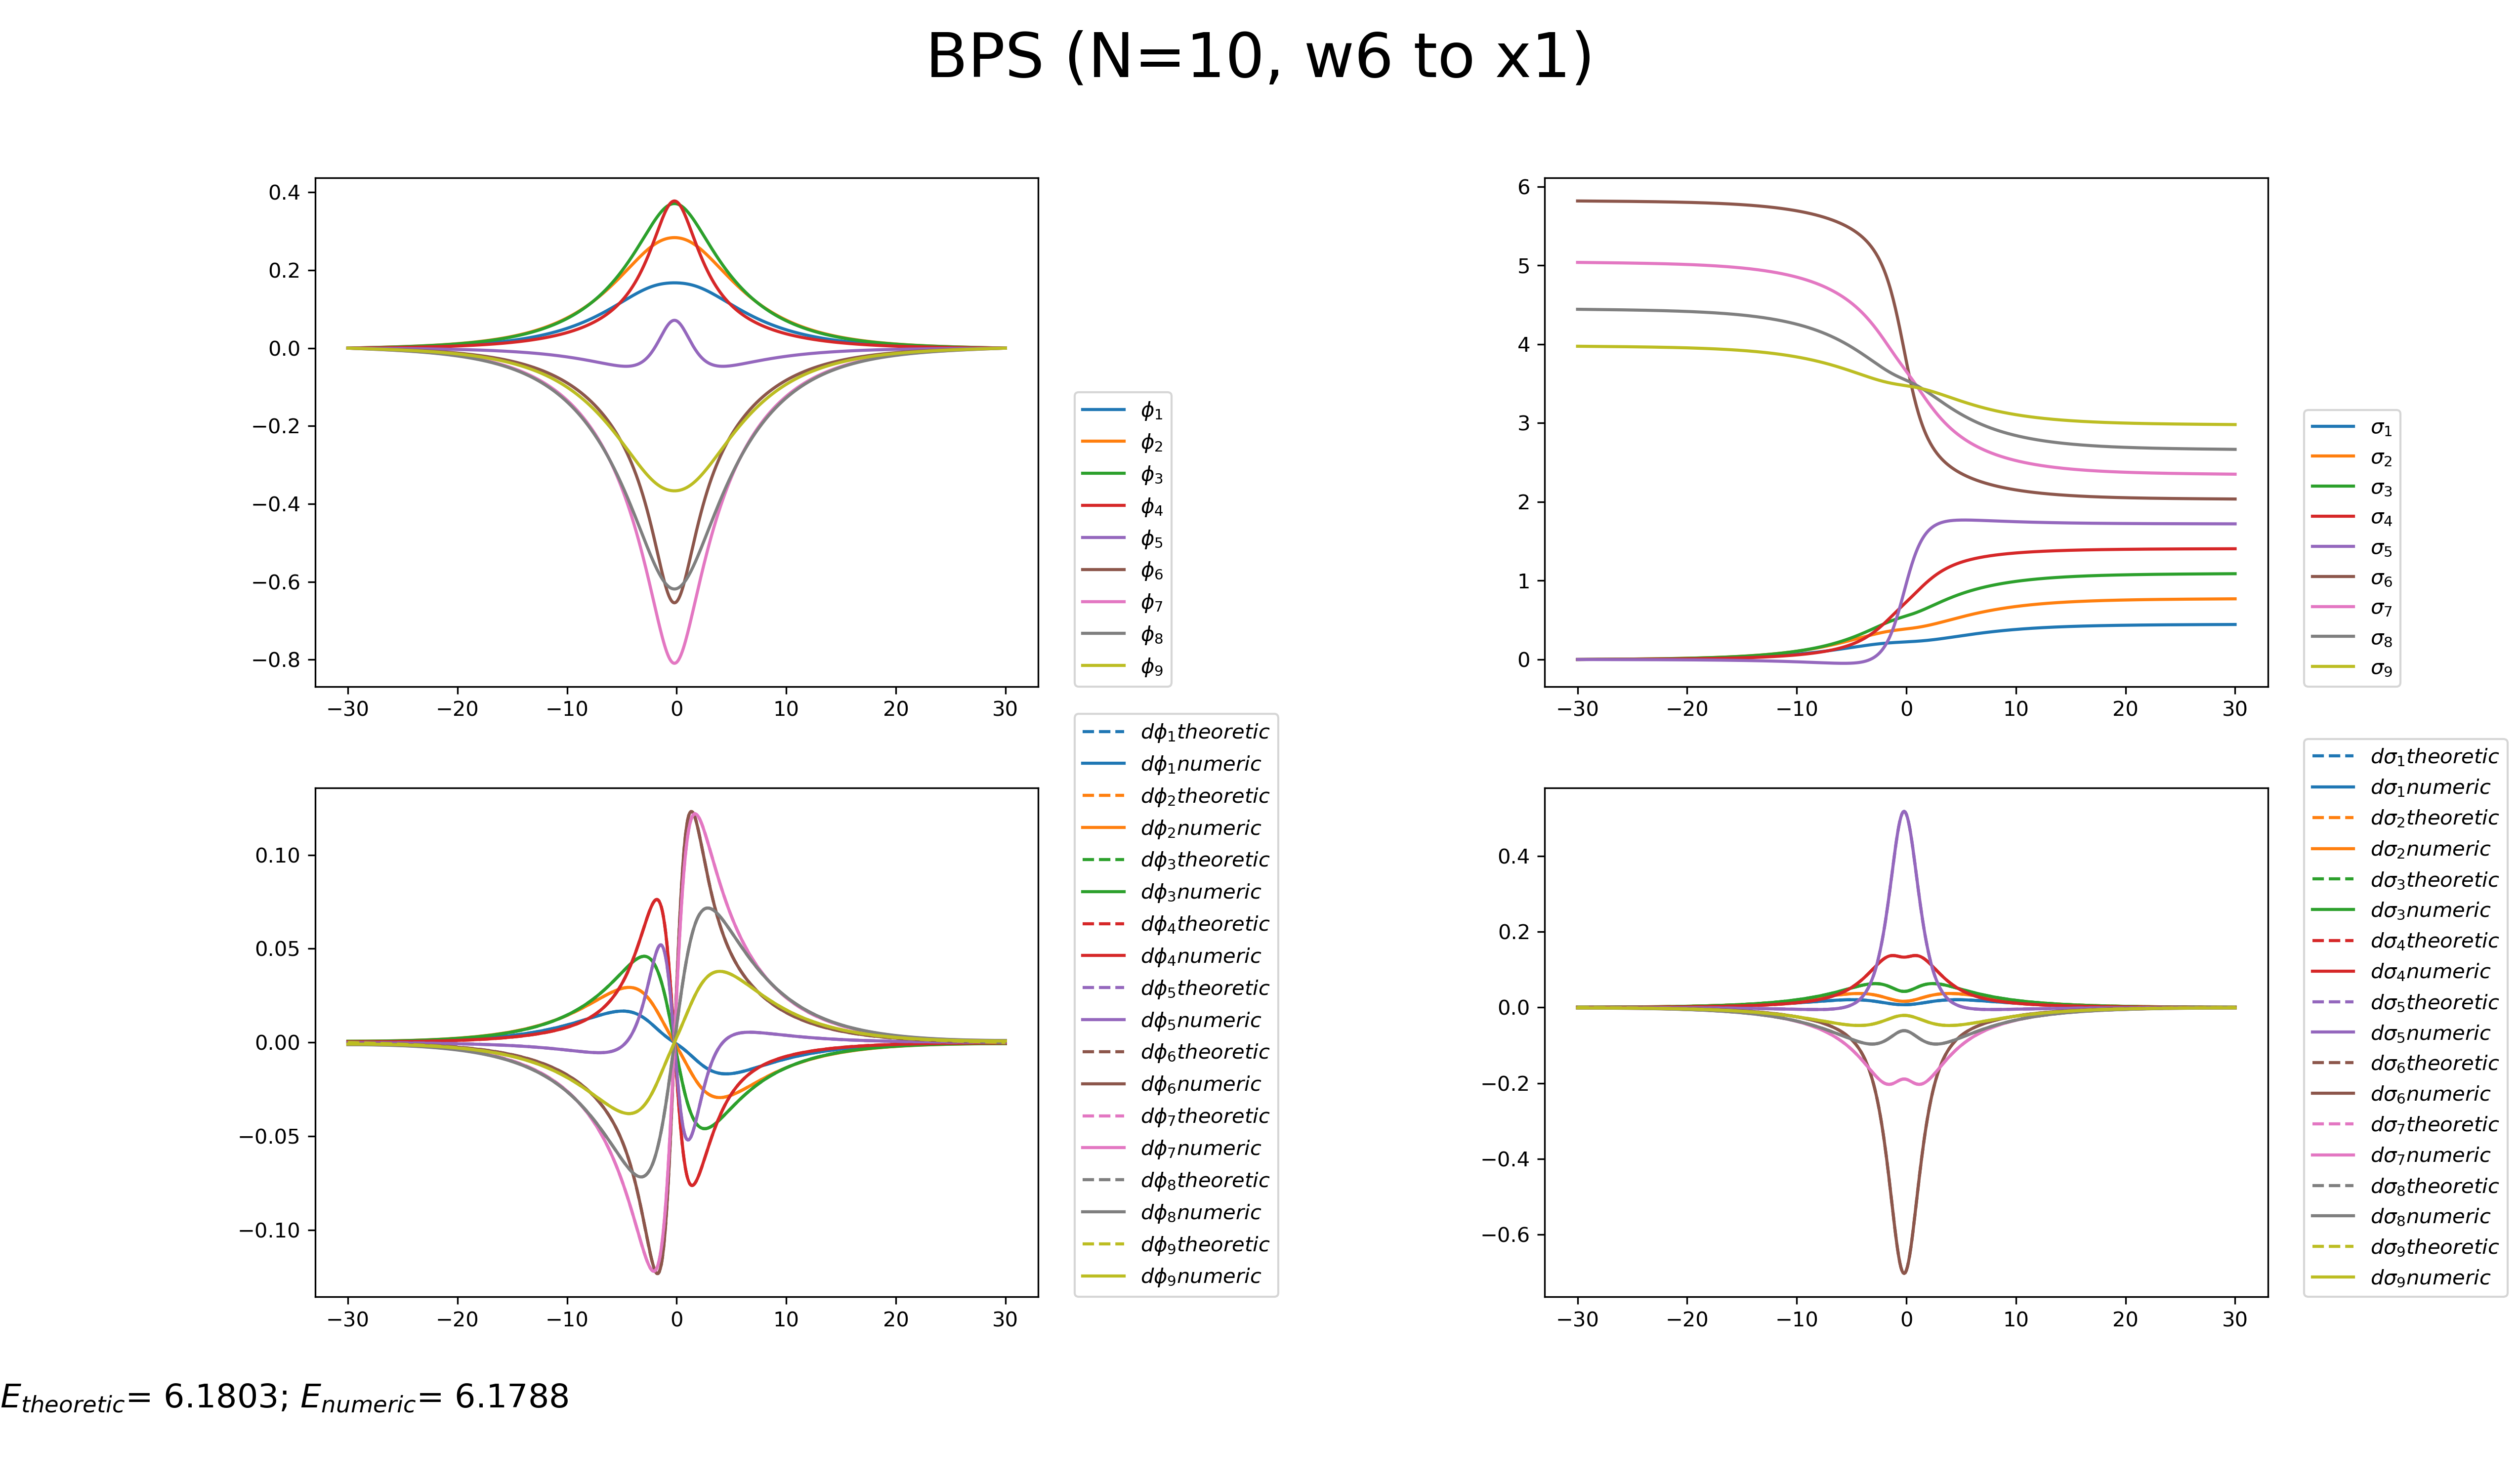 BPS (N=10, w6 to x1)
0.4
0.2
0.0
−0.2
−0.4
−0.6
−0.8
−30 −20 −10 0 10 20 30
ϕ1
ϕ2
ϕ3
ϕ4
ϕ5
ϕ6
ϕ7
ϕ8
ϕ9
6
5
4
3
2
1
0
−30 −20 −10 0 10 20 30
σ1
σ2
σ3
σ4
σ5
σ6
σ7
σ8
σ9
0.10
0.05
0.00
−0.05
−0.10
−30 −20 −10 0 10 20 30
dϕ1theoretic
dϕ1numeric
dϕ2theoretic
dϕ2numeric
dϕ3theoretic
dϕ3numeric
dϕ4theoretic
dϕ4numeric
dϕ5theoretic
dϕ5numeric
dϕ6theoretic
dϕ6numeric
dϕ7theoretic
dϕ7numeric
dϕ8theoretic
dϕ8numeric
dϕ9theoretic
dϕ9numeric
0.4
0.2
0.0
−0.2
−0.4
−0.6
−30 −20 −10 0 10 20 30
dσ1theoretic
dσ1numeric
dσ2theoretic
dσ2numeric
dσ3theoretic
dσ3numeric
dσ4theoretic
dσ4numeric
dσ5theoretic
dσ5numeric
dσ6theoretic
dσ6numeric
dσ7theoretic
dσ7numeric
dσ8theoretic
dσ8numeric
dσ9theoretic
dσ9numeric
Etheoretic= 6.1803; Enumeric= 6.1788